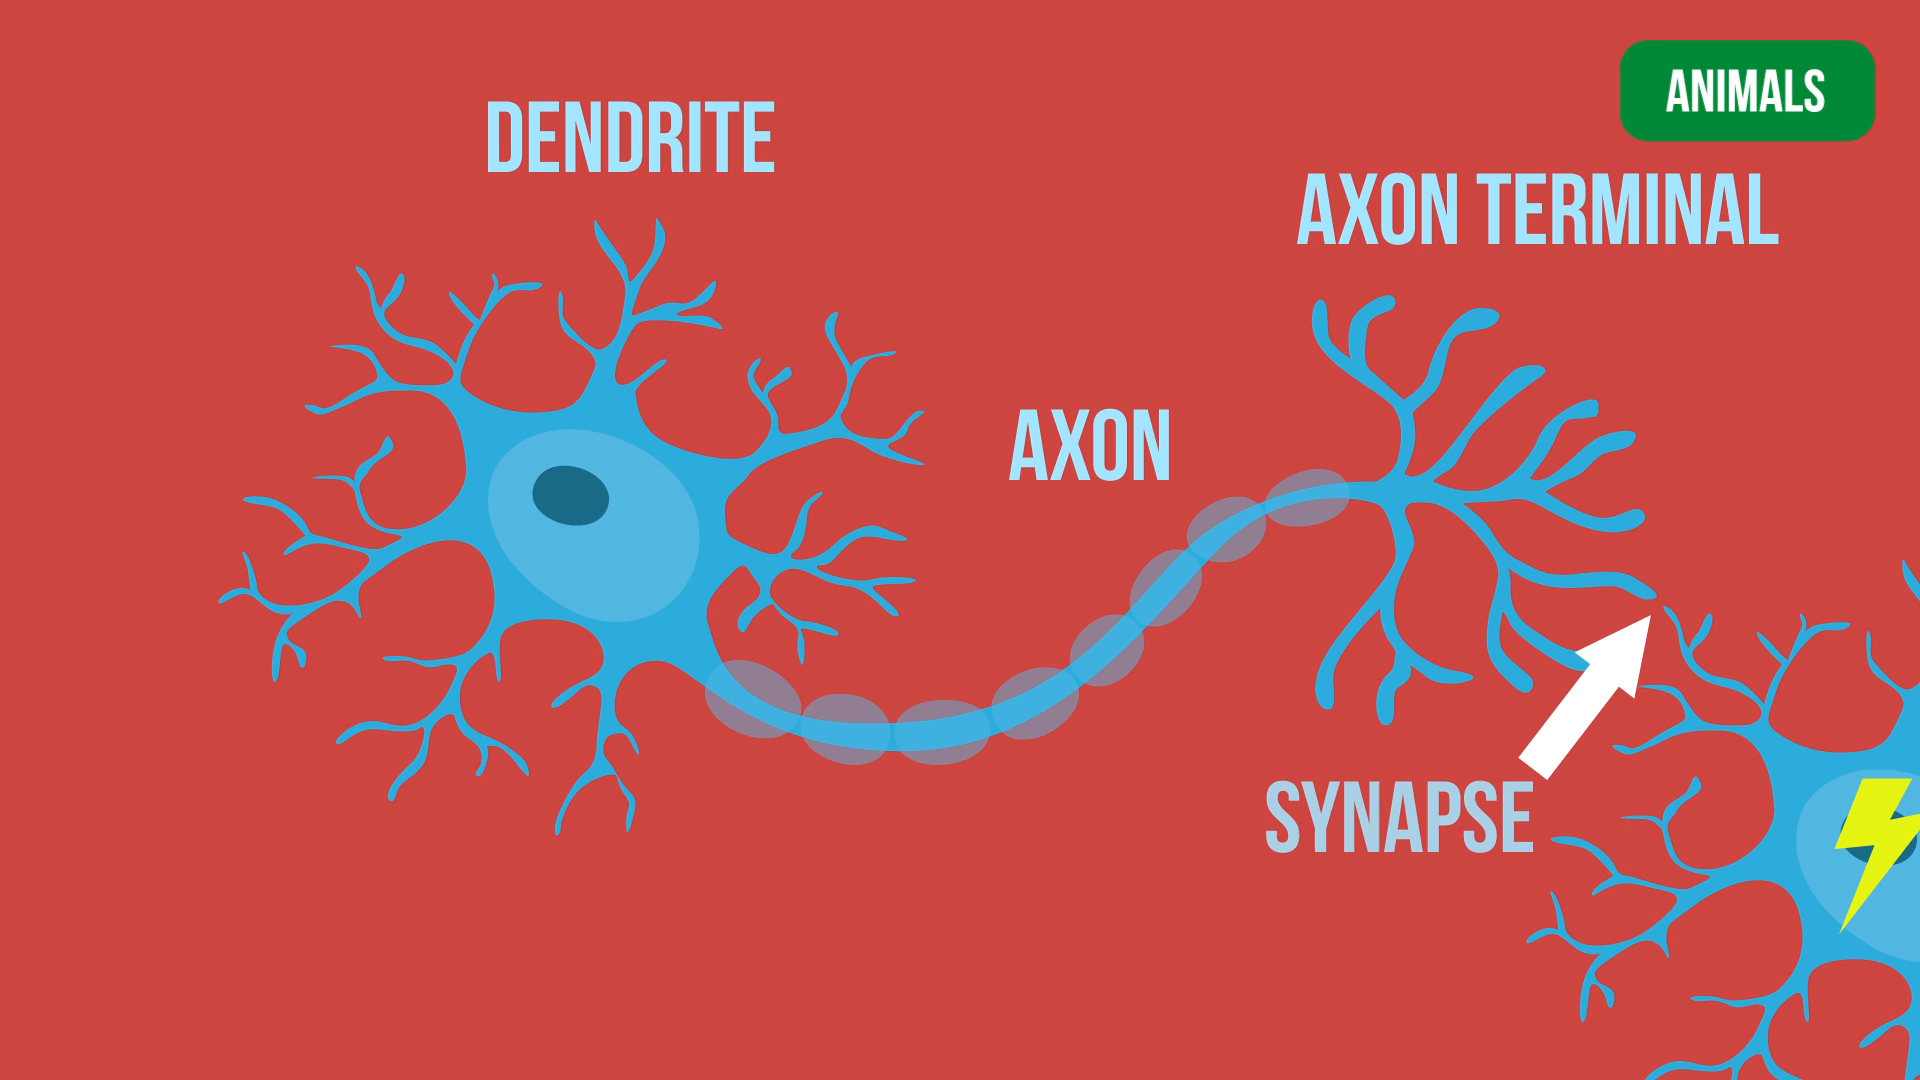 ANIMALS
DENDRITE
AXON TERMINAL
AXON
SYNAPSE